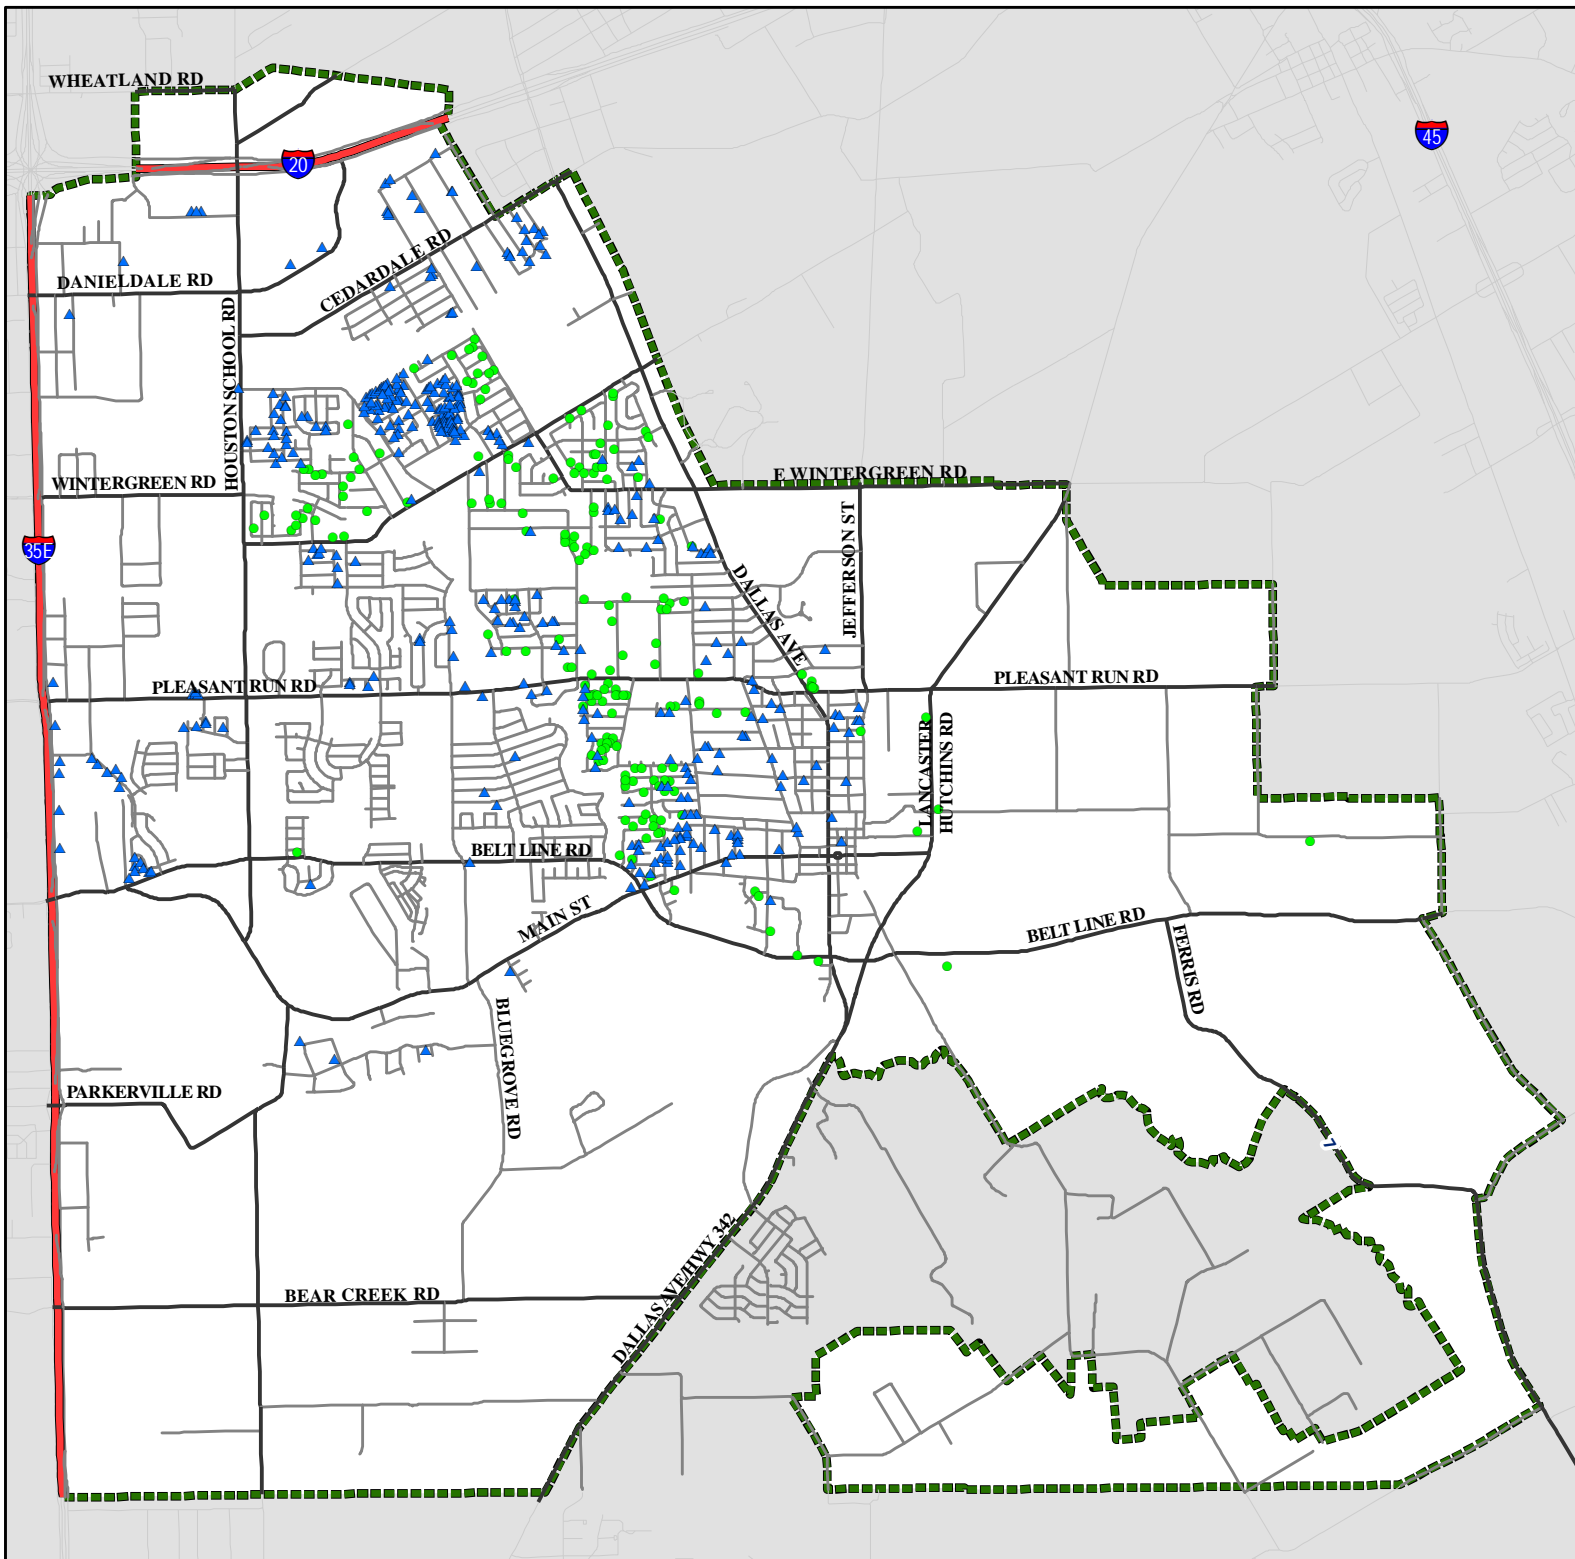 WHEATLAND RD
45
20
CEDARDALE RD
DANIELDALE RD
HOUSTON SCHOOL RD
WINTERGREEN RD
E WINTERGREEN RD
35E
JEFFERSON ST
DALLAS AVE
PLEASANT RUN RD
PLEASANT RUN RD
LANCASTER
HUTCHINS RD
BELT LINE RD
MAIN ST
BELT LINE RD
FERRIS RD
BLUEGROVE RD
PARKERVILLE RD
7
DALLAS AVE/HWY 342
BEAR CREEK RD